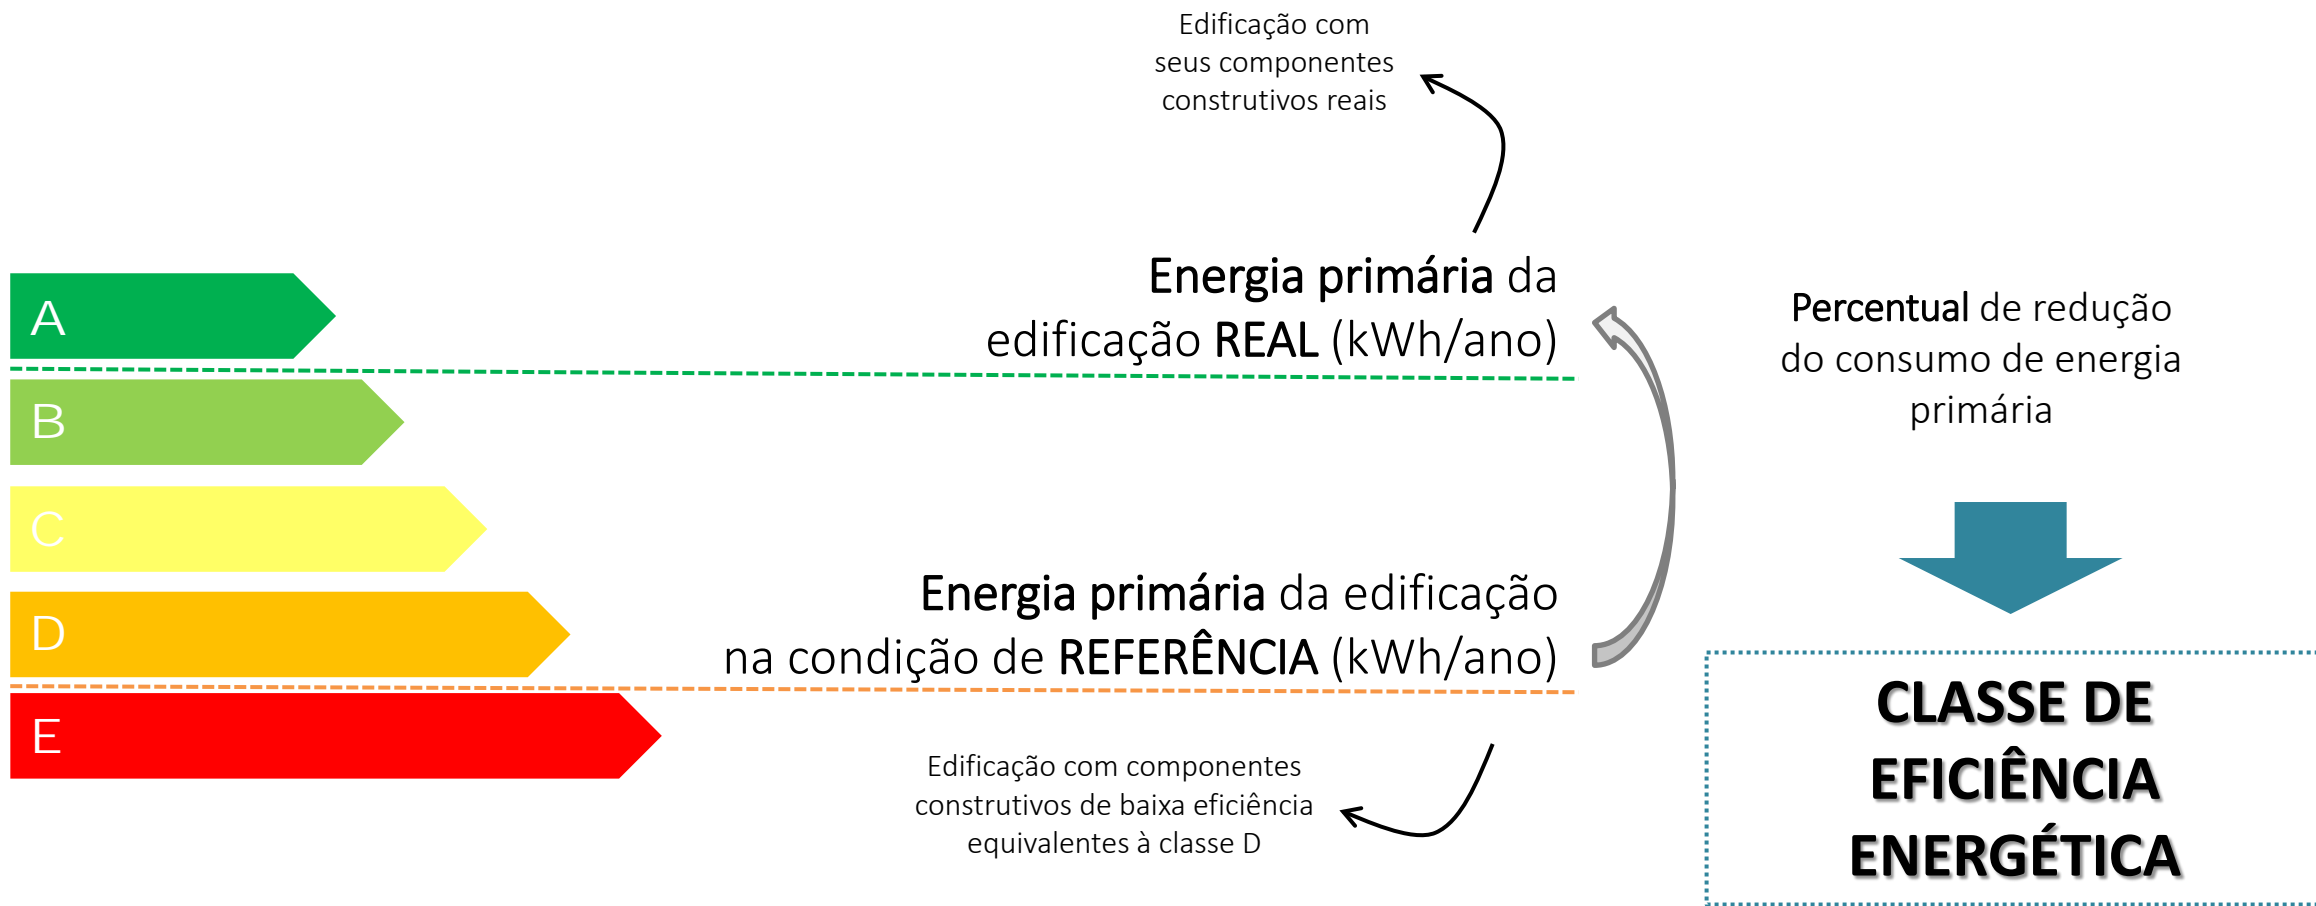 Edificação com
seus componentes
construtivos reais
Energia primária da
edificação REAL (kWh/ano)
A
B
C
D
E
Energia primária da edificação
na condição de REFERÊNCIA (kWh/ano)
Edificação com componentes
construtivos de baixa eficiência
equivalentes à classe D
Percentual de redução
do consumo de energia
primária
CLASSE DE
EFICIÊNCIA
ENERGÉTICA